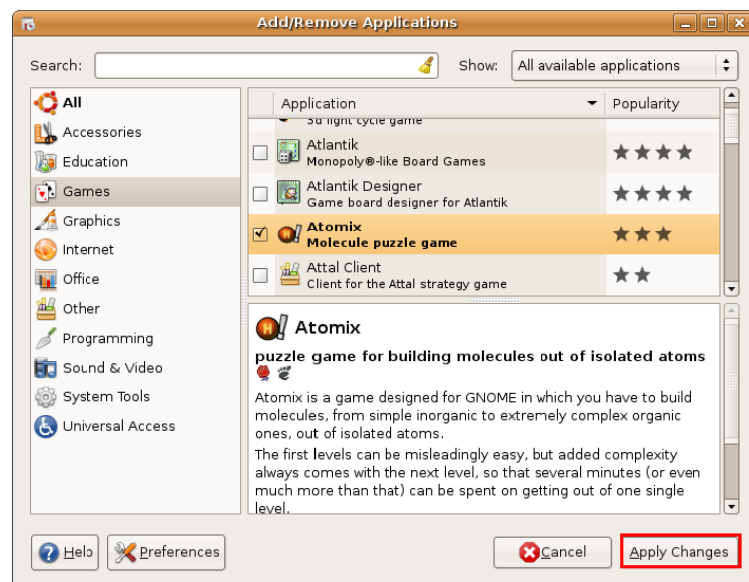 Add/Remove Applications
Search:
Show: All available applications
All
Accessories
Education
Games
Graphics
Internet
Office
Other
Programming
Sound & Video
System Tools
Universal Access
Application Popularity
3d light cycle game
Atlantik
Monopoly®-like Board Games
Atlantik Designer
Game board designer for Atlantik
Atomix
Molecule puzzle game
Attal Client
Client for the Attal strategy game
Atomix
puzzle game for building molecules out of isolated atoms
Atomix is a game designed for GNOME in which you have to build
molecules, from simple inorganic to extremely complex organic
ones, out of isolated atoms.
The first levels can be misleadingly easy, but added complexity
always comes with the next level, so that several minutes (or even
much more than that) can be spent on getting out of one single
level.
Help Preferences Cancel Apply Changes